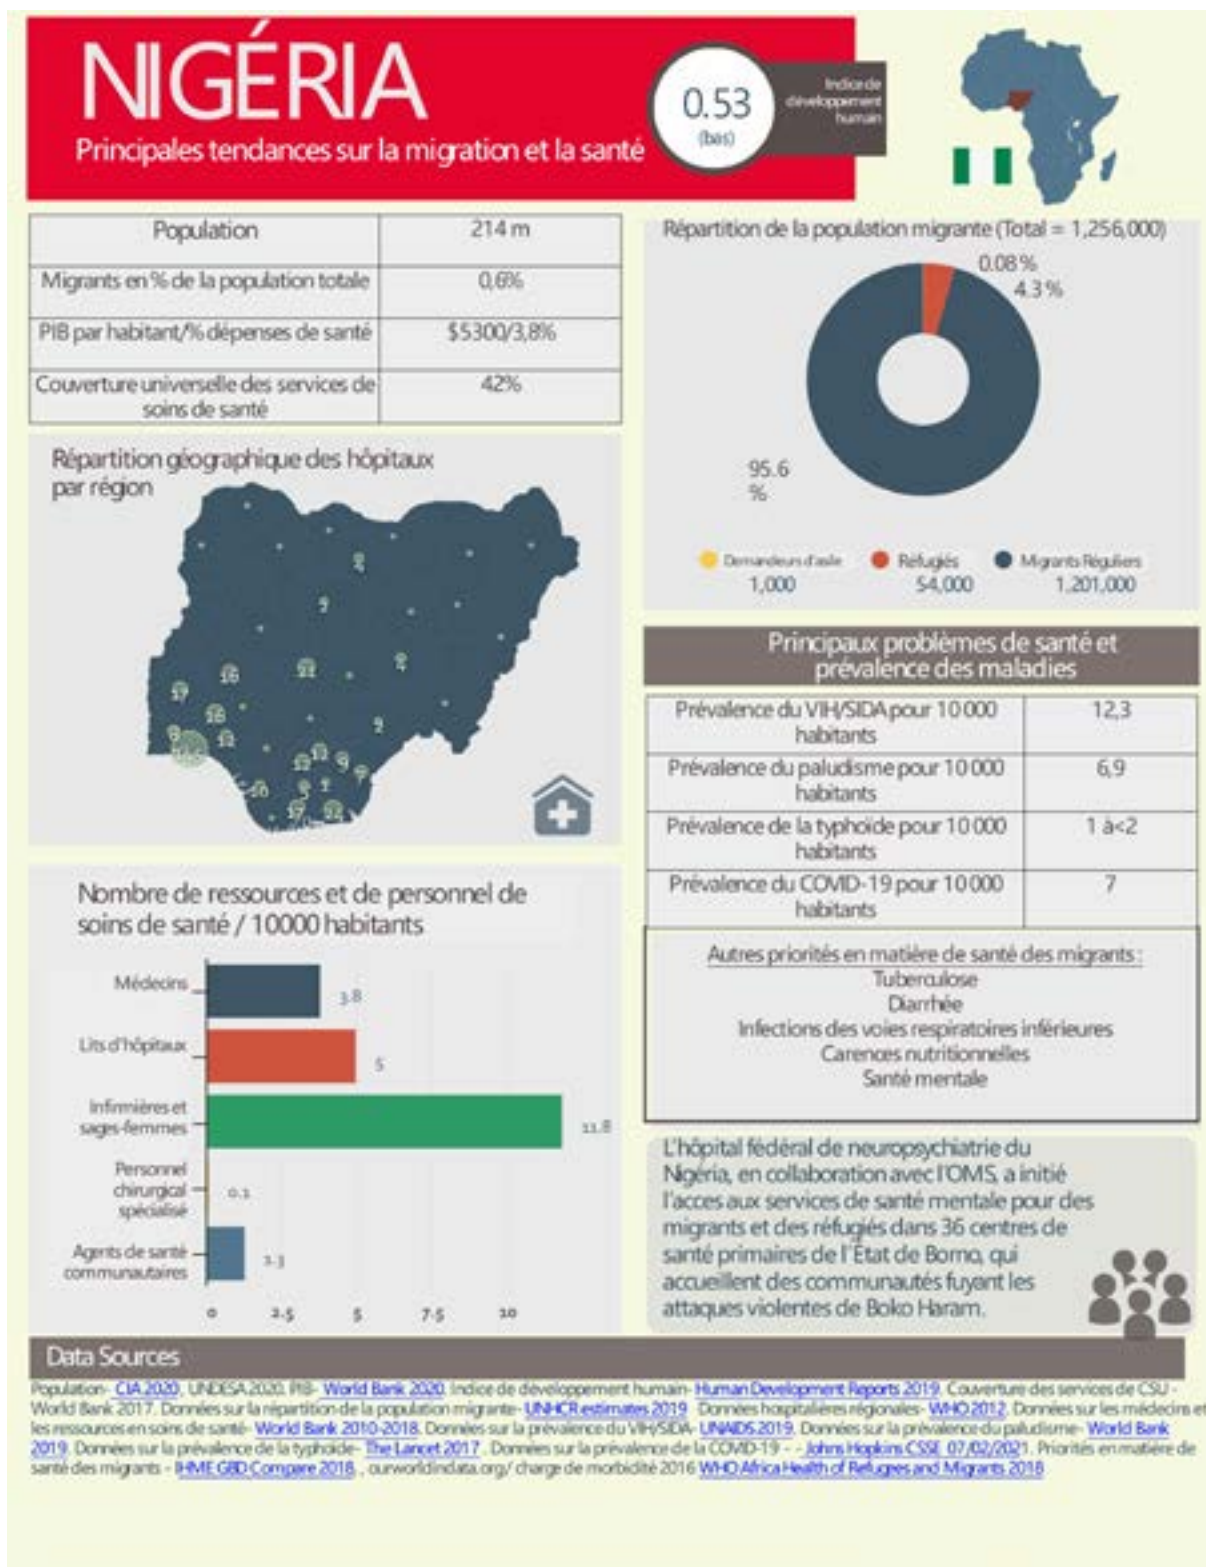 NIGÉRIA
Principales tendances sur la migration et la santé
0.53
(bas)
Indice de
développement
humain
Population
214 m
Migrants en % de la population totale
0,6%
PIB par habitant/% dépenses de santé
$5300/3,8%
Couverture universelle des services de
soins de santé
42%
Répartition de la population migrante (Total = 1,256,000)
0.08 %
4.3 %
95.6
%
Demandeurs d'asile
1,000
Réfugiés
54,000
Migrants Réguliers
1,201,000
Répartition géographique des hôpitaux
par région
17
16
Principaux problèmes de santé et
prévalence des maladies
Prévalence du VIH/SIDA pour 10 000
habitants
12,3
Prévalence du paludisme pour 10 000
habitants
6,9
Prévalence de la typhoïde pour 10 000
habitants
1 à<2
Prévalence du COVID-19 pour 10 000
habitants
7
Autres priorités en matière de santé des migrants :
Tuberculose
Diarrhée
Infections des voies respiratoires inférieures
Carences nutritionnelles
Santé mentale
Nombre de ressources et de personnel de
soins de santé / 10000 habitants
Médecins
3.8
Lits d'hôpitaux
5
Infirmières et
sages-femmes
11.8
Personnel
chirurgical
spécialisé
0.1
Agents de santé
communautaires
1.3
0 2.5 5 7.5 10
L'hôpital fédéral de neuropsychiatrie du
Nigéria, en collaboration avec l'OMS, a initié
l'acces aux services de santé mentale pour des
migrants et des réfugiés dans 36 centres de
santé primaires de l'État de Borno, qui
accueillent des communautés fuyant les
attaques violentes de Boko Haram.
Data Sources
Population- CIA 2020, UNDESA 2020. PIB- World Bank 2020. Indice de développement humain- Human Development Reports 2019. Couverture des services de CSU -
World Bank 2017. Données sur la répartition de la population migrante- UNHCR estimates 2019. Données hospitalières régionales- WHO 2012. Données sur les médecins et
les ressources en soins de santé- World Bank 2010-2018. Données sur la prévalence du VIH/SIDA- UNAIDS 2019. Données sur la prévalence du paludisme- World Bank
2019. Données sur la prévalence de la typhoïde- The Lancet 2017 . Données sur la prévalence de la COVID-19 - - Johns Hopkins CSSE 07/02/2021. Priorités en matière de
santé des migrants - IHME GBD Compare 2018 , ourworldindata.org/ charge de morbidité 2016 WHO Africa Health of Refugees and Migrants 2018